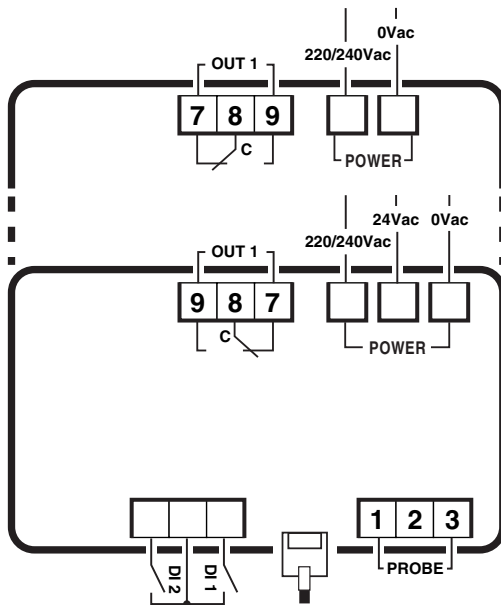 0Vac
220/240Vac
OUT 1
7 8 9
C
POWER
24Vac 0Vac
220/240Vac
OUT 1
9 8 7
C
POWER
1 2 3
DI 2 DI 1
PROBE